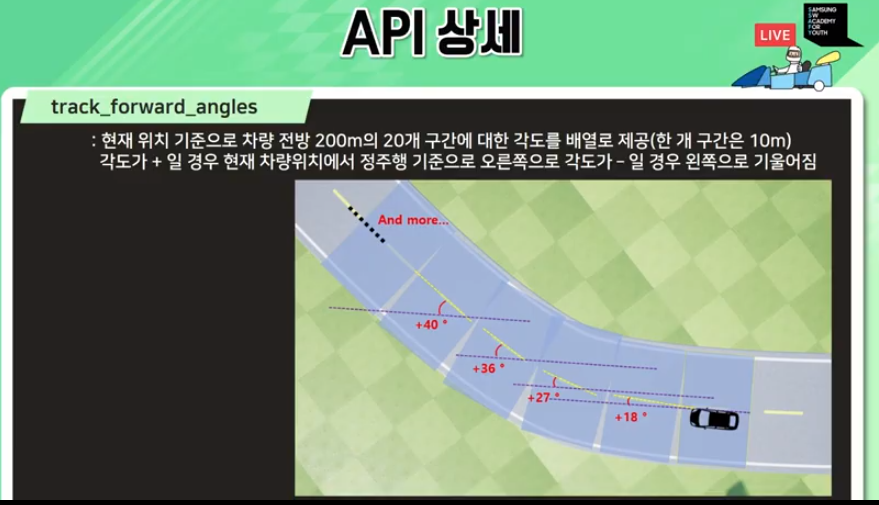 API 상세
LIVE
SAMSUNG
SW
ACADEMY
FOR
YOUTH
track_forward_angles
: 현재 위치 기준으로 차량 전방 200m의 20개 구간에 대한 각도를 배열로 제공(한 개 구간은 10m)
각도가 + 일 경우 현재 차량위치에서 정주행 기준으로 오른쪽으로 각도가 – 일 경우 왼쪽으로 기울어짐
And more...
+40 °
+36 °
+27 °
+18 °